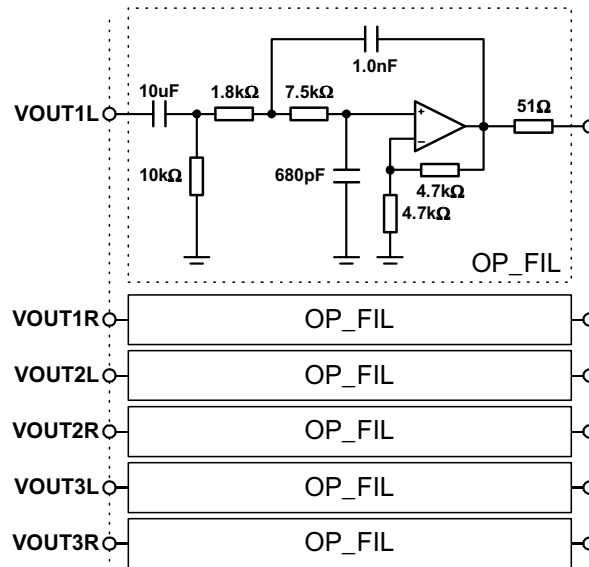 1.0nF
10uF
1.8kΩ
7.5kΩ
51Ω
VOUT1L
+
−
10kΩ
680pF
4.7kΩ
4.7kΩ
OP_FIL
VOUT1R
OP_FIL
VOUT2L
OP_FIL
VOUT2R
OP_FIL
VOUT3L
OP_FIL
VOUT3R
OP_FIL